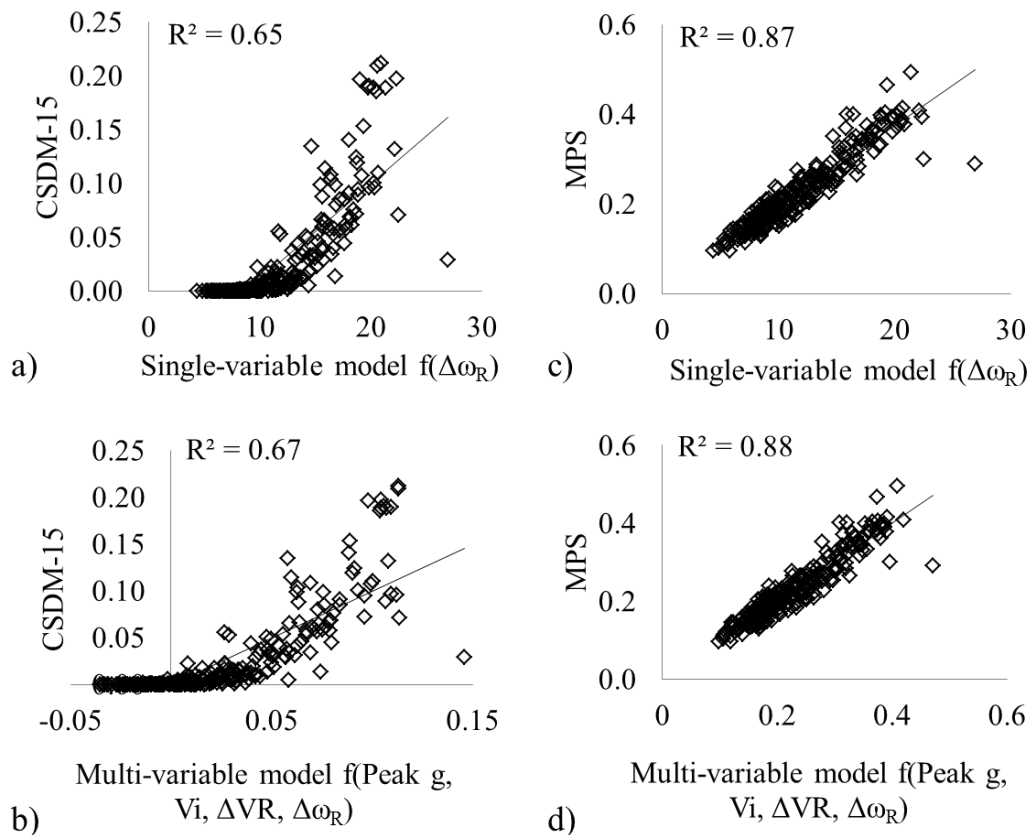 0.25
R² = 0.65
0.20
0.15
0.10
0.05
0.00
CSDM-15
0 10 20 30
a) Single-variable model f(Δω_R)
0.6
R² = 0.87
0.4
0.2
0.0
MPS
0 10 20 30
c) Single-variable model f(Δω_R)
R² = 0.67
0.25
0.20
0.15
0.10
0.05
CSDM-15
-0.05 0.05 0.15
Multi-variable model f(Peak g,
b) Vi, ΔVR, Δω_R)
0.6
R² = 0.88
0.4
0.2
0.0
MPS
0 0.2 0.4 0.6
Multi-variable model f(Peak g,
d) Vi, ΔVR, Δω_R)